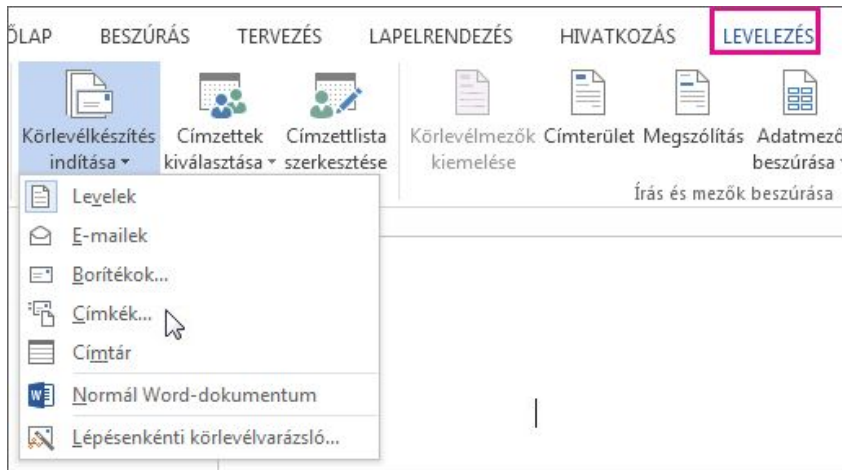 ŐLAP BESZÚRÁS TERVEZÉS LAPELRENDEZÉS HIVATKOZÁS LEVELEZÉS
Körlevélkészítés indítása
Címzettek kiválasztása
Címzettlista szerkesztése
Körlevélmezők kiemelése
Címterület
Megszólítás
Adatmező beszúrása
Írás és mezők beszúrása
Levelek
E-mailek
Borítékok...
Címkék...
Címtár
Normál Word-dokumentum
Lépésenkénti körlevélvarázsló...